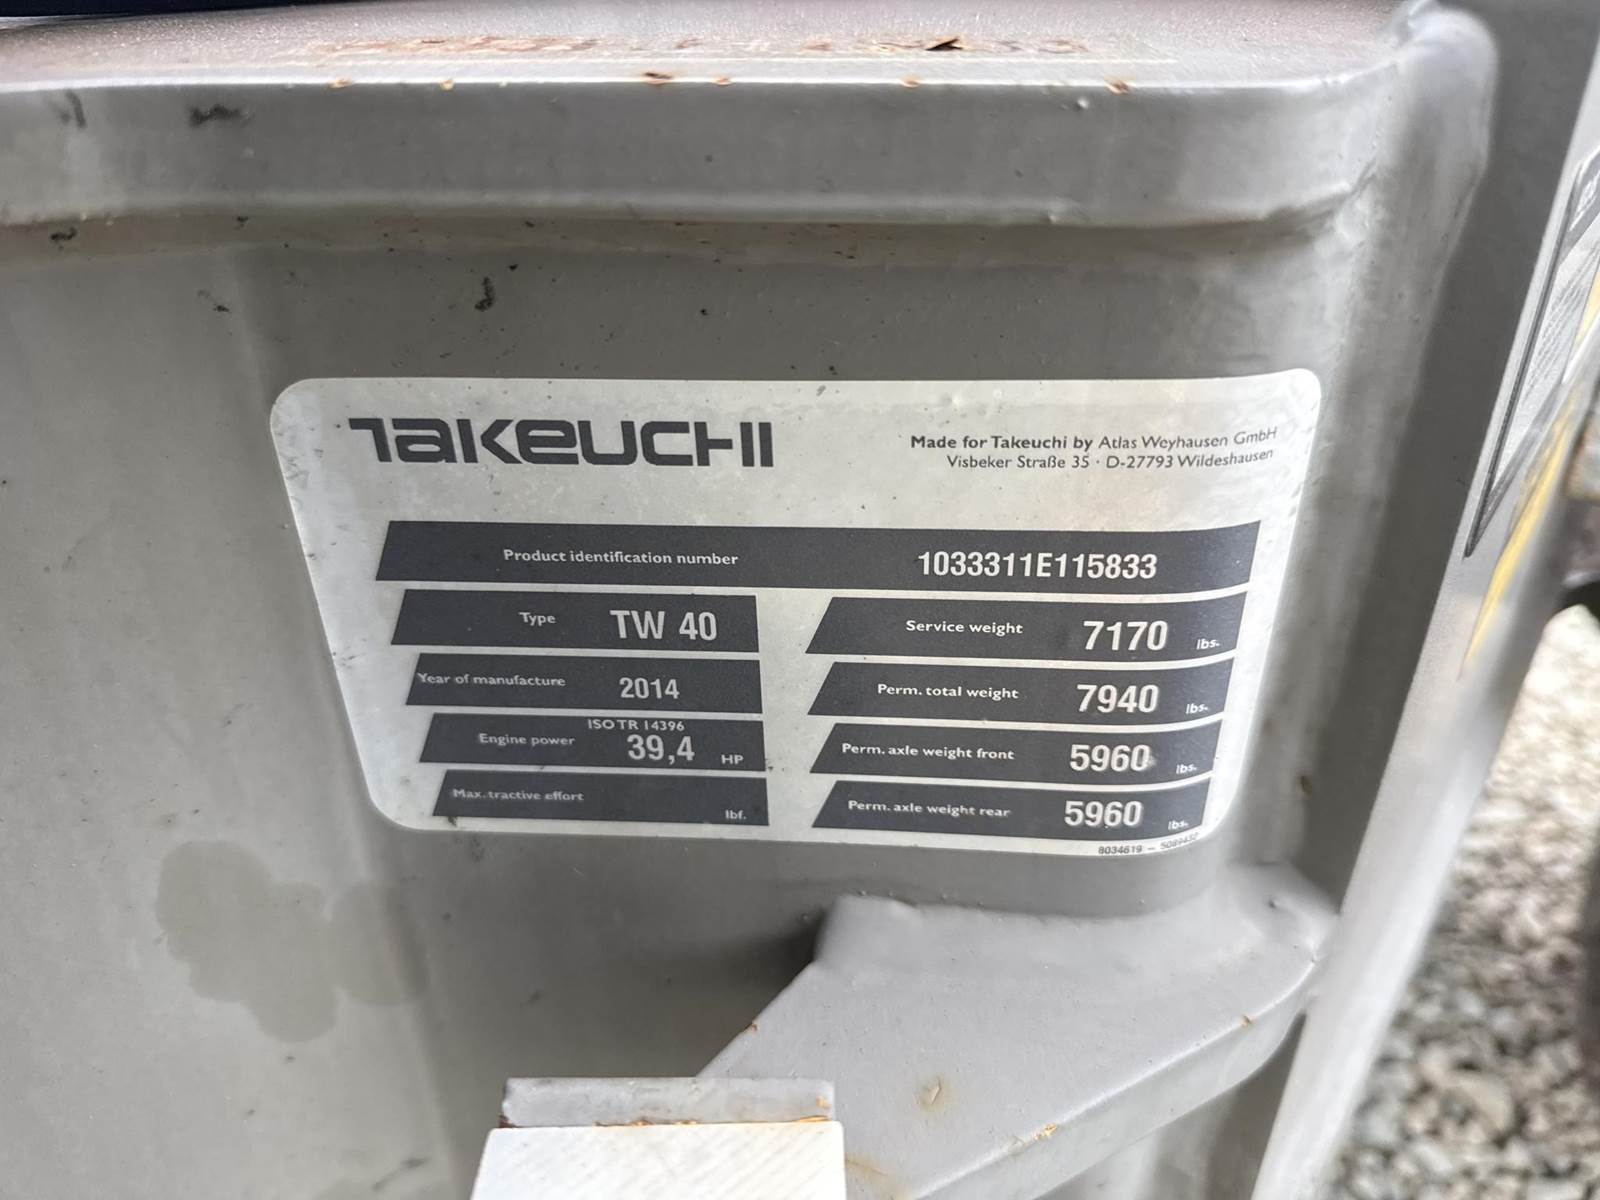 TAKEUCHI
Made for Takeuchi by Atlas Weyhausen GmbH
Visbeker Straße 35 · D-27793 Wildeshausen
Product identification number 1033311E115833
Type TW 40
Year of manufacture 2014
ISO TR 14396
Engine power 39,4 HP
Max. tractive effort lbf.
Service weight 7170 lbs.
Perm. total weight 7940 lbs.
Perm. axle weight front 5960 lbs.
Perm. axle weight rear 5960 lbs.
8034619 –